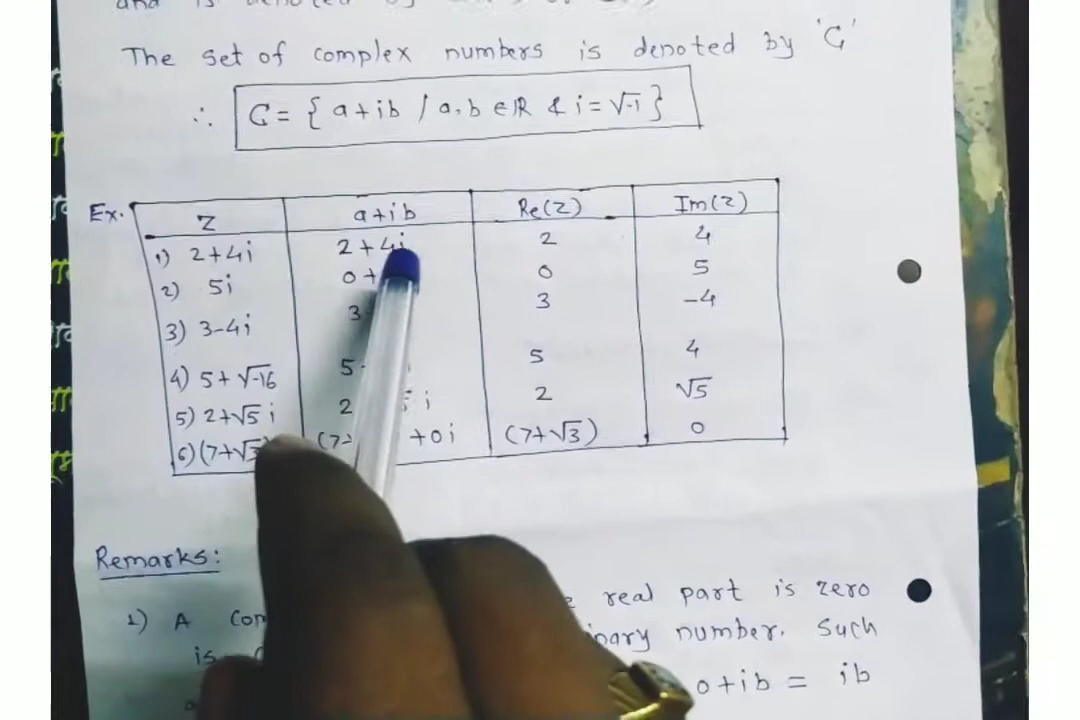 The set of complex numbers is denoted by 'C'
∴ C = { a+ib / a,b ∈ R & i = √-1 }
Ex. Z a+ib Re(Z) Im(Z)
1) 2+4i 2+4i 2 4
2) 5i 0+ 0 5
3) 3-4i 3 3 -4
4) 5+√-16 5 5 4
5) 2+√5 i 2 i 2 √5
6) (7+√3) (7+ +0i (7+√3) 0
Remarks:
1) A real part is zero
is number. Such
0+ib = ib